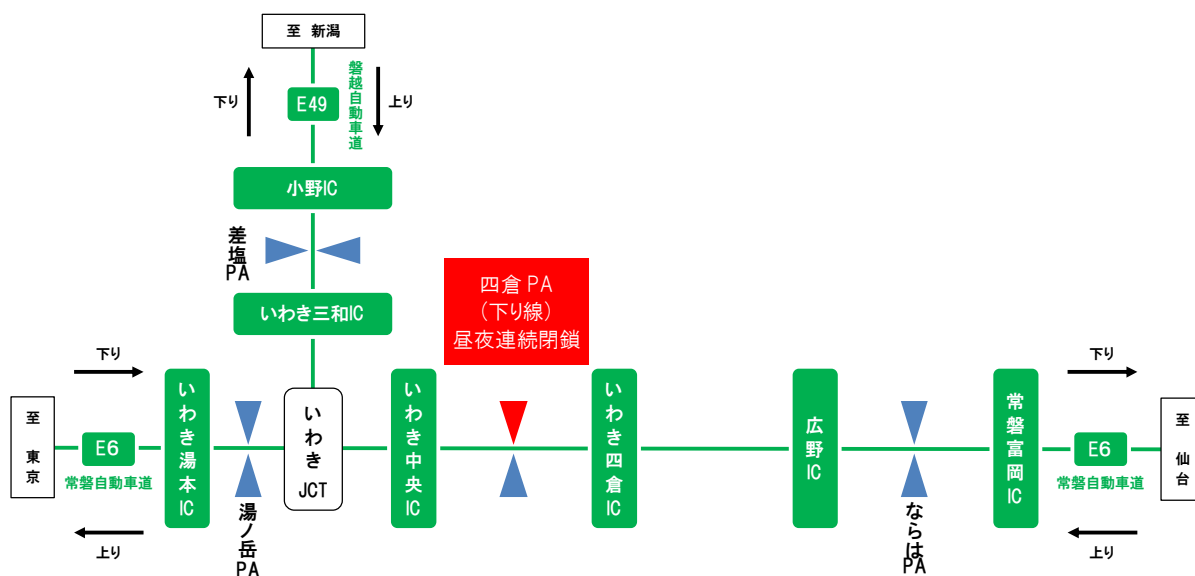 至 新潟
下り
E49
磐越自動車道
上り
小野IC
差塩PA
いわき三和IC
四倉PA
(下り線)
昼夜連続閉鎖
下り
至 東京
E6
常磐自動車道
上り
いわき湯本IC
湯ノ岳PA
いわきJCT
いわき中央IC
いわき四倉IC
広野IC
ならはPA
常磐富岡IC
下り
E6
常磐自動車道
上り
至 仙台